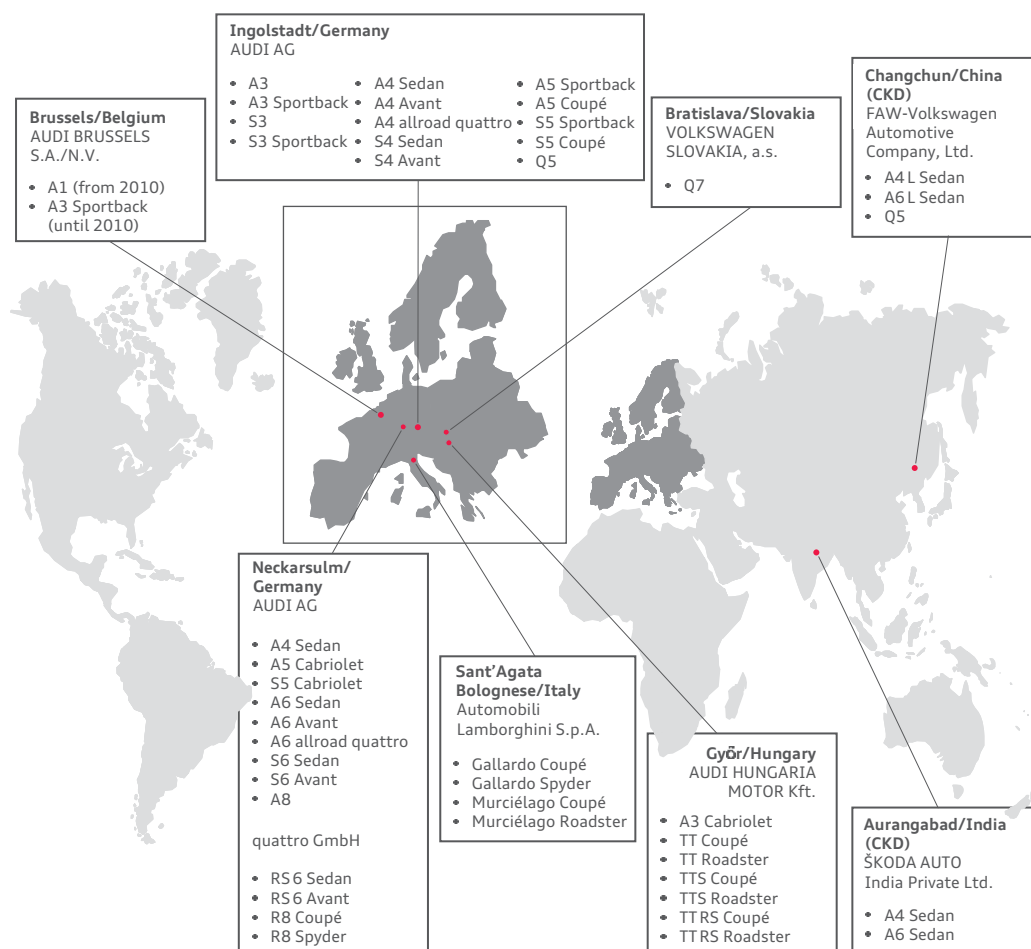 Ingolstadt/Germany
AUDI AG
• A3
• A3 Sportback
• S3
• S3 Sportback
• A4 Sedan
• A4 Avant
• A4 allroad quattro
• S4 Sedan
• S4 Avant
• A5 Sportback
• A5 Coupé
• S5 Sportback
• S5 Coupé
• Q5
Brussels/Belgium
AUDI BRUSSELS
S.A./N.V.
• A1 (from 2010)
• A3 Sportback
(until 2010)
Bratislava/Slovakia
VOLKSWAGEN
SLOVAKIA, a.s.
• Q7
Changchun/China
(CKD)
FAW-Volkswagen
Automotive
Company, Ltd.
• A4 L Sedan
• A6 L Sedan
• Q5
Neckarsulm/
Germany
AUDI AG
• A4 Sedan
• A5 Cabriolet
• S5 Cabriolet
• A6 Sedan
• A6 Avant
• A6 allroad quattro
• S6 Sedan
• S6 Avant
• A8
quattro GmbH
• RS 6 Sedan
• RS 6 Avant
• R8 Coupé
• R8 Spyder
Sant’Agata
Bolognese/Italy
Automobili
Lamborghini S.p.A.
• Gallardo Coupé
• Gallardo Spyder
• Murciélago Coupé
• Murciélago Roadster
Győr/Hungary
AUDI HUNGARIA
MOTOR Kft.
• A3 Cabriolet
• TT Coupé
• TT Roadster
• TTS Coupé
• TTS Roadster
• TT RS Coupé
• TT RS Roadster
Aurangabad/India
(CKD)
ŠKODA AUTO
India Private Ltd.
• A4 Sedan
• A6 Sedan